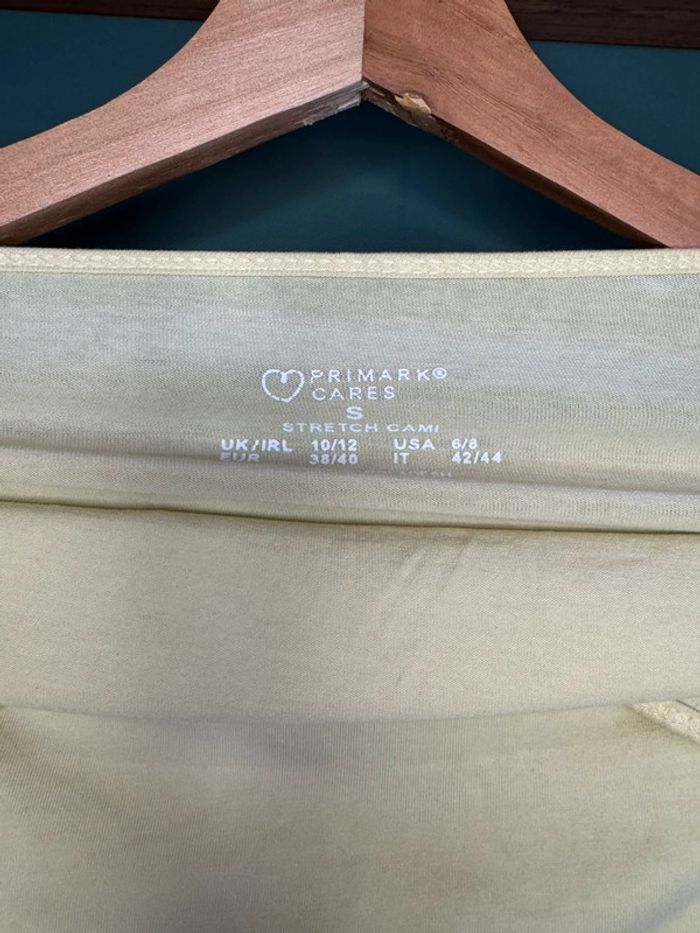 PRIMARK®
CARES
S
STRETCH CAMI
UK/IRL 10/12 USA 6/8
EUR 38/40 IT 42/44